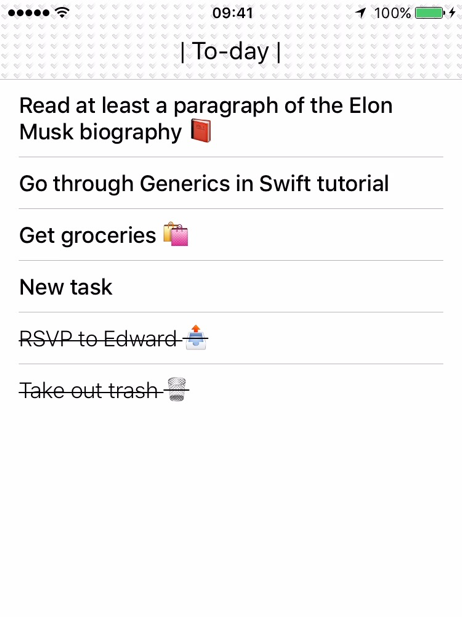 09:41
100%
| To-day |
Read at least a paragraph of the Elon
Musk biography 📕
Go through Generics in Swift tutorial
Get groceries 🛍️
New task
RSVP to Edward 📤
Take out trash 🗑️